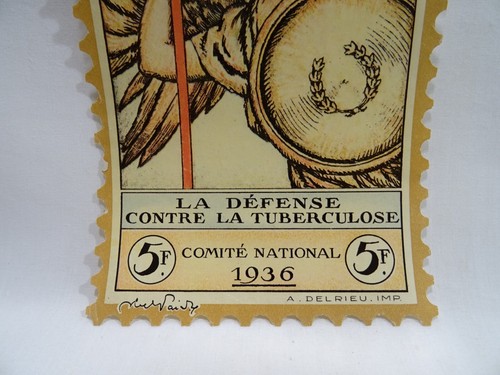 LA DÉFENSE
CONTRE LA TUBERCULOSE
5F. COMITÉ NATIONAL 5F.
1936
A. DELRIEU. IMP.